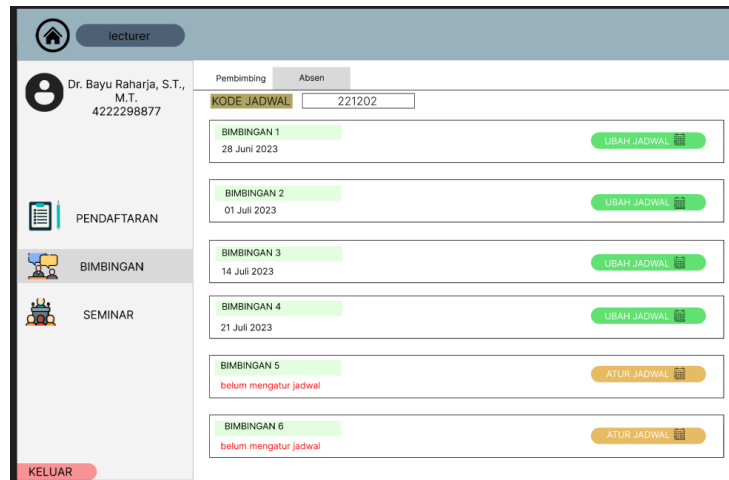 lecturer
Dr. Bayu Raharja, S.T.,
M.T.
4222298877
PENDAFTARAN
BIMBINGAN
SEMINAR
KELUAR
Pembimbing Absen
KODE JADWAL 221202
BIMBINGAN 1
28 Juni 2023
UBAH JADWAL
BIMBINGAN 2
01 Juli 2023
UBAH JADWAL
BIMBINGAN 3
14 Juli 2023
UBAH JADWAL
BIMBINGAN 4
21 Juli 2023
UBAH JADWAL
BIMBINGAN 5
belum mengatur jadwal
ATUR JADWAL
BIMBINGAN 6
belum mengatur jadwal
ATUR JADWAL